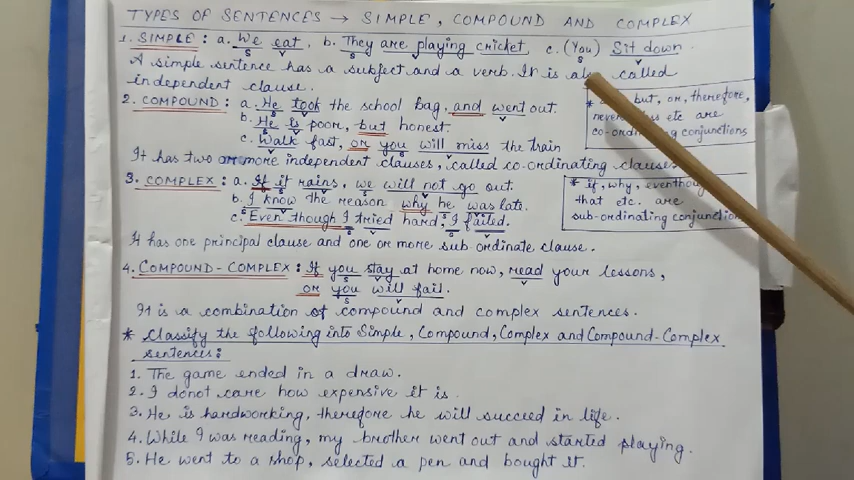 TYPES OF SENTENCES → SIMPLE, COMPOUND AND COMPLEX
1. SIMPLE: a. We eat, b. They are playing cricket, c. (You) Sit down.
S V S V S V
A simple sentence has a subject and a verb. It is called
independent clause.
2. COMPOUND: a. He took the school bag, and went out.
S V V
b. He is poor, but honest.
S V
c. Walk fast, or you will miss the train
V S V
It has two or more independent clauses, called co-ordinating
* but, or, therefore,
etc are
co-ordinating conjunctions
3. COMPLEX: a. If it rains, we will not go out.
S V S V
b. I know the reason why he was late.
S V S V
c. Even though I tried hard, I failed.
S V S V
* if, why,
that etc. are
sub-ordinating
It has one principal clause and one or more sub-ordinate clause.
4. COMPOUND-COMPLEX: If you stay at home now, read your lessons,
S V V
or you will fail.
S V
It is a combination of compound and complex sentences.
* Classify the following into Simple, Compound, Complex and Compound-Complex
sentences:
1. The game ended in a draw.
2. I donot care how expensive it is.
3. He is hardworking, therefore he will succeed in life.
4. While I was reading, my brother went out and started playing.
5. He went to a shop, selected a pen and bought it.